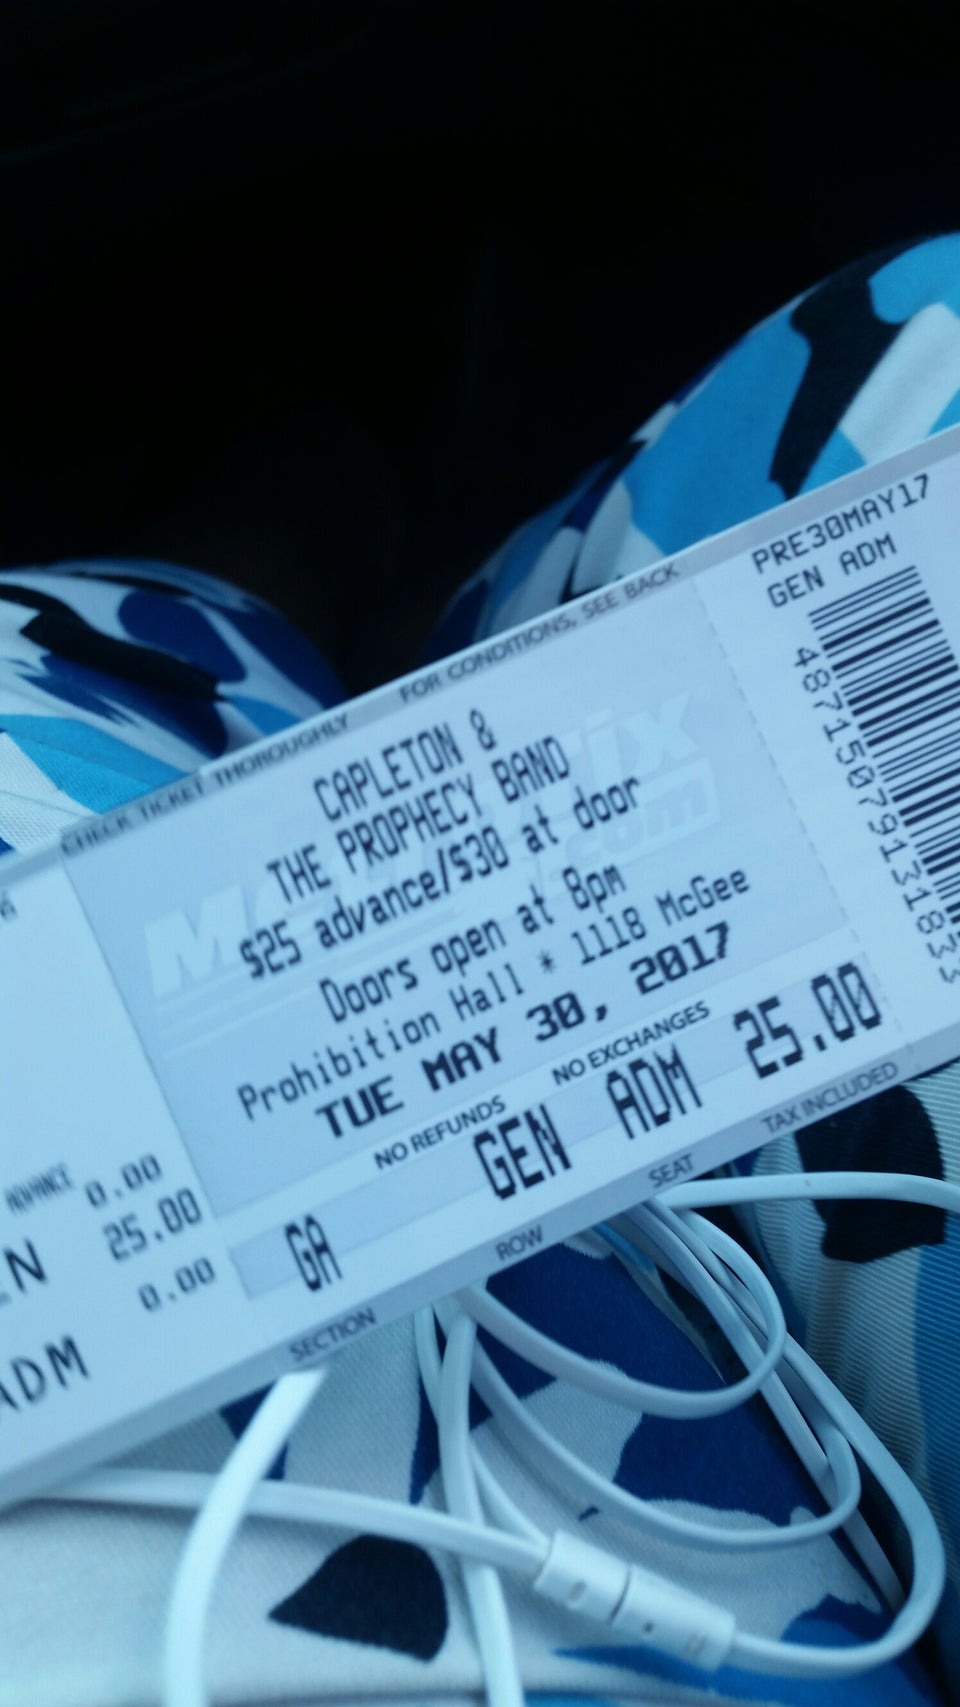 CHECK TICKET THOROUGHLY FOR CONDITIONS, SEE BACK
CAPLETON &
THE PROPHECY BAND
$25 advance/$30 at door
Doors open at 8pm
Prohibition Hall * 1118 McGee
TUE MAY 30, 2017
NO REFUNDS NO EXCHANGES
GA GEN ADM 25.00
SECTION ROW SEAT TAX INCLUDED
PRE30MAY17
GEN ADM
4871507913183
ADVANCE 0.00
25.00
0.00
ADM